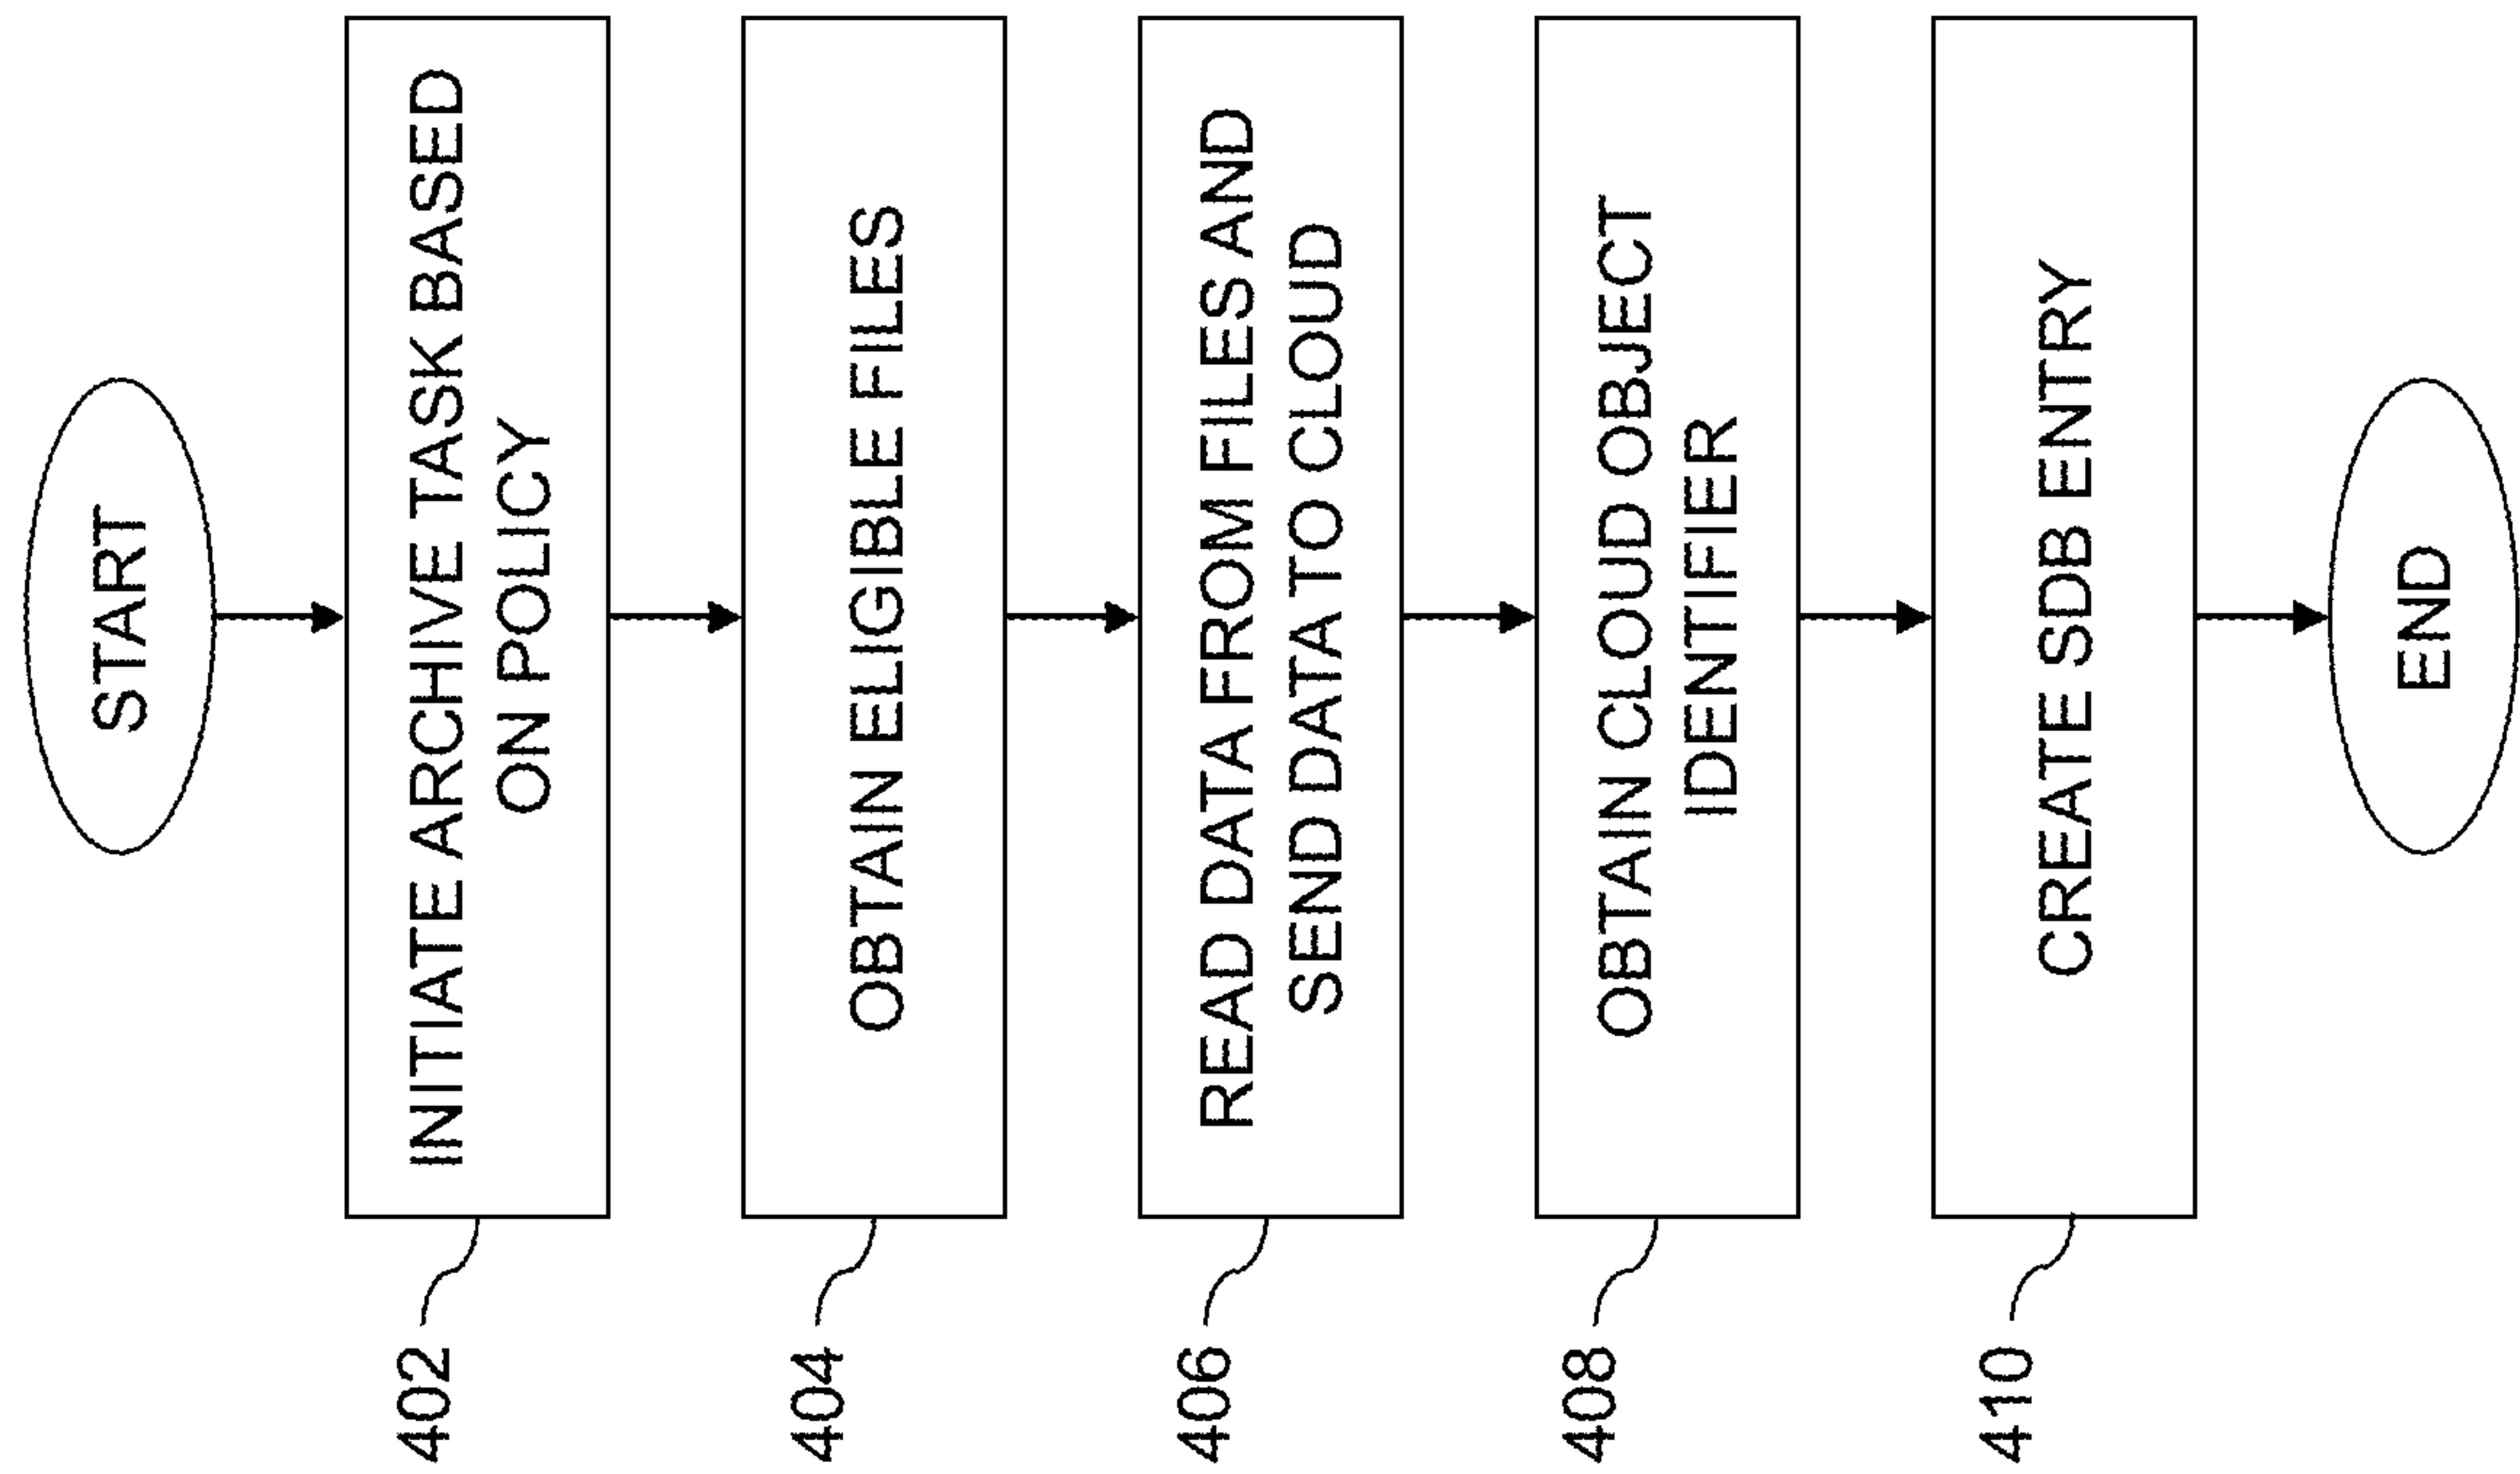 START
402
INITIATE ARCHIVE TASK BASED
ON POLICY
404
OBTAIN ELIGIBLE FILES
406
READ DATA FROM FILES AND
SEND DATA TO CLOUD
408
OBTAIN CLOUD OBJECT
IDENTIFIER
410
CREATE SDB ENTRY
END